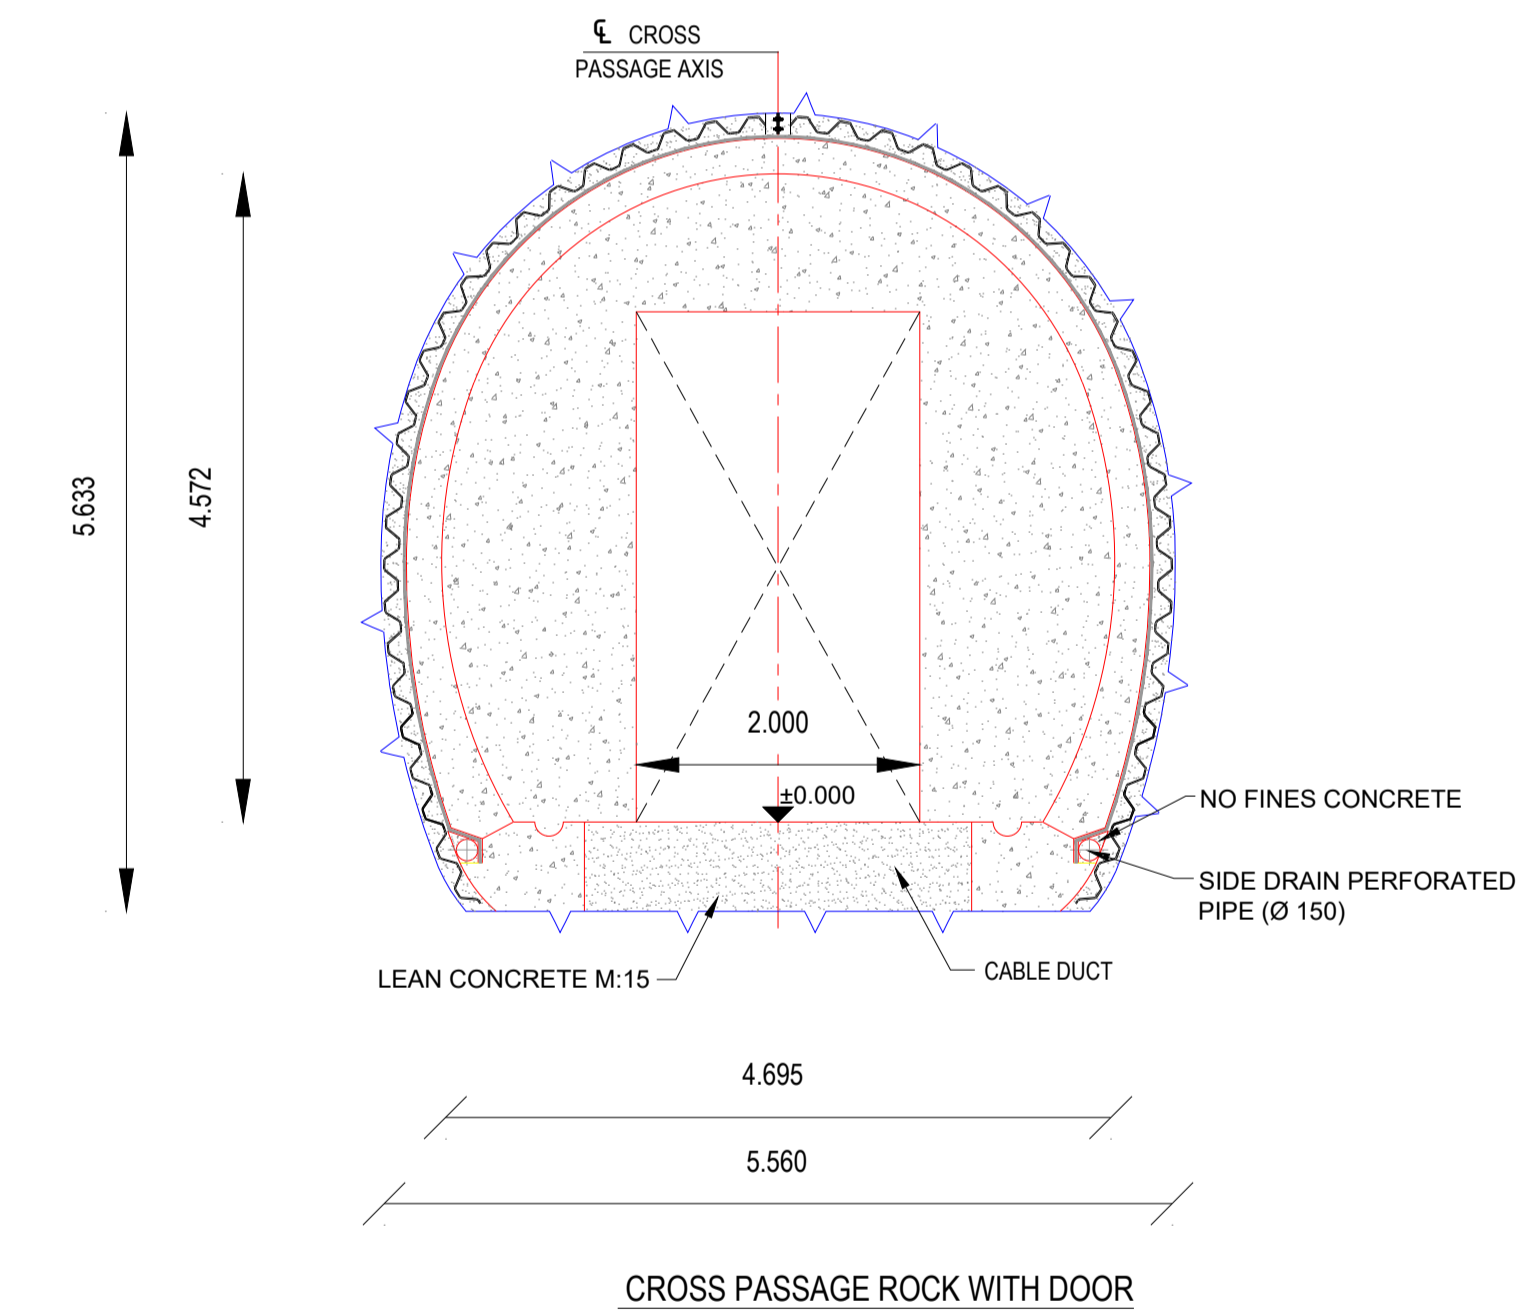 ℄ CROSS
PASSAGE AXIS
5.633
4.572
2.000
±0.000
NO FINES CONCRETE
SIDE DRAIN PERFORATED
PIPE (Ø 150)
CABLE DUCT
LEAN CONCRETE M:15
4.695
5.560
CROSS PASSAGE ROCK WITH DOOR